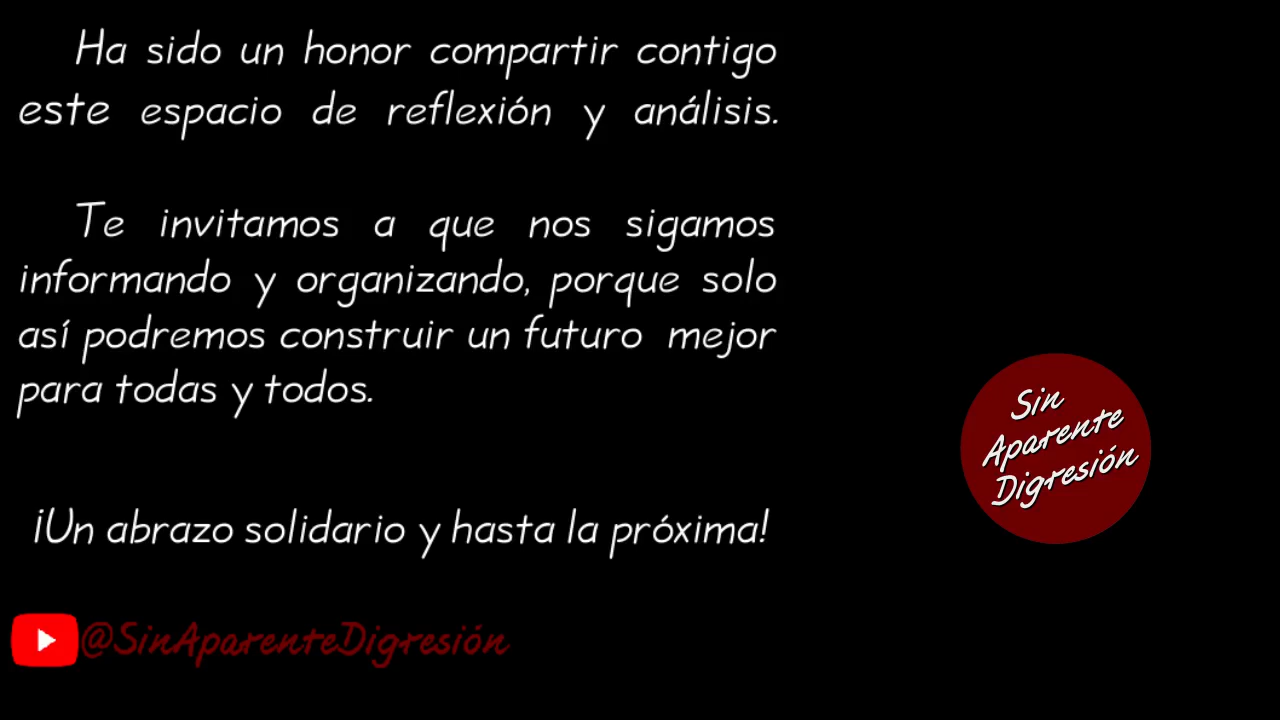 Ha sido un honor compartir contigo
este espacio de reflexión y análisis.
Te invitamos a que nos sigamos
informando y organizando, porque solo
así podremos construir un futuro mejor
para todas y todos.
¡Un abrazo solidario y hasta la próxima!
@SinAparenteDigresión
Sin
Aparente
Digresión